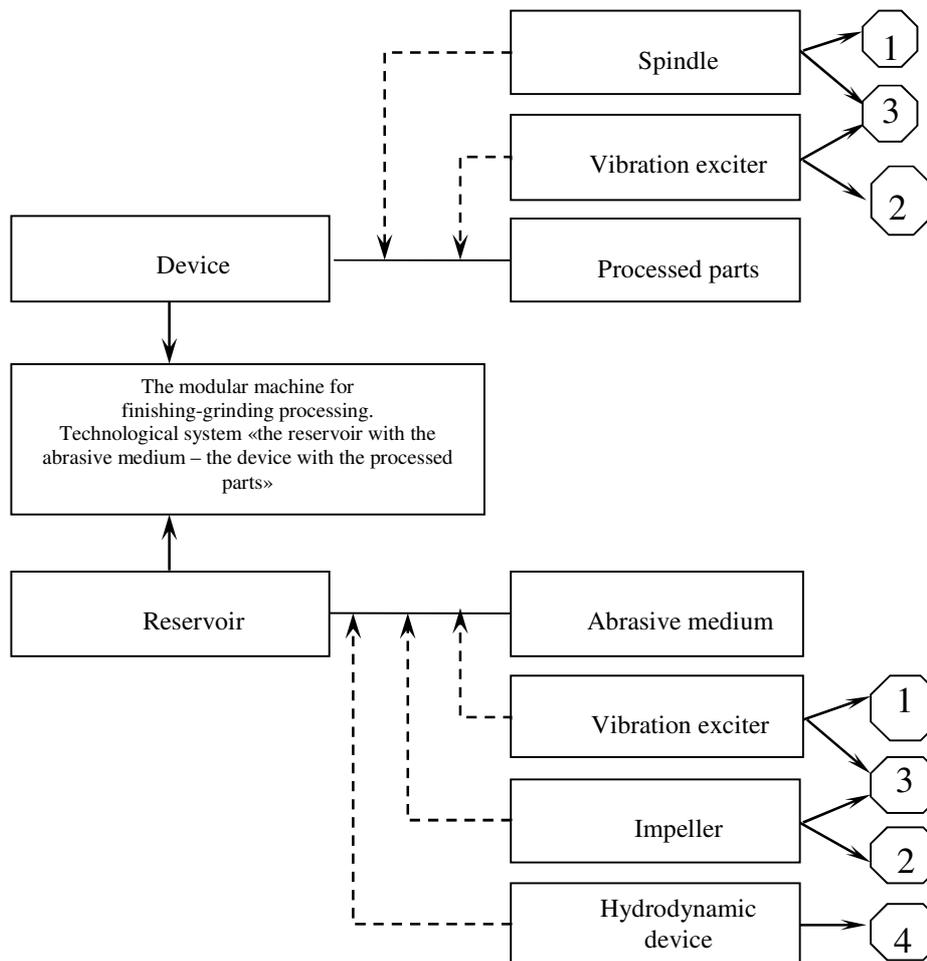 Spindle
1
3
Vibration exciter
2
Device
Processed parts
The modular machine for
finishing-grinding processing.
Technological system «the reservoir with the
abrasive medium – the device with the processed
parts»
Reservoir
Abrasive medium
Vibration exciter
1
3
Impeller
2
Hydrodynamic
device
4